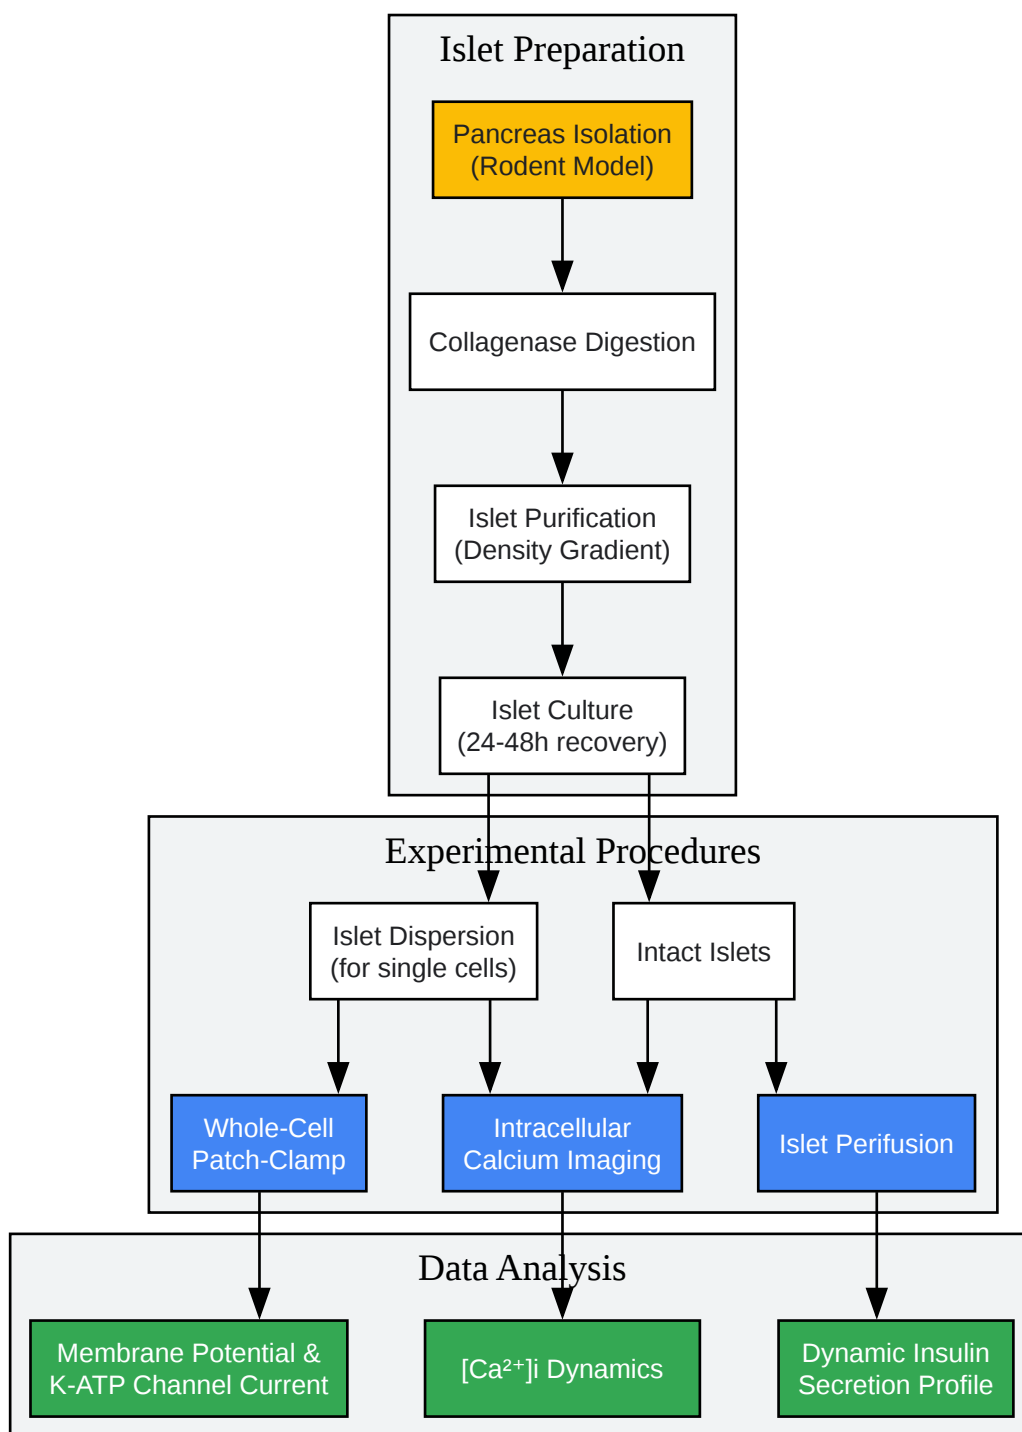 Islet Preparation
Pancreas Isolation
(Rodent Model)
Collagenase Digestion
Islet Purification
(Density Gradient)
Islet Culture
(24-48h recovery)
Experimental Procedures
Islet Dispersion
(for single cells)
Intact Islets
Whole-Cell
Patch-Clamp
Intracellular
Calcium Imaging
Islet Perifusion
Data Analysis
Membrane Potential &
K-ATP Channel Current
[Ca²⁺]i Dynamics
Dynamic Insulin
Secretion Profile